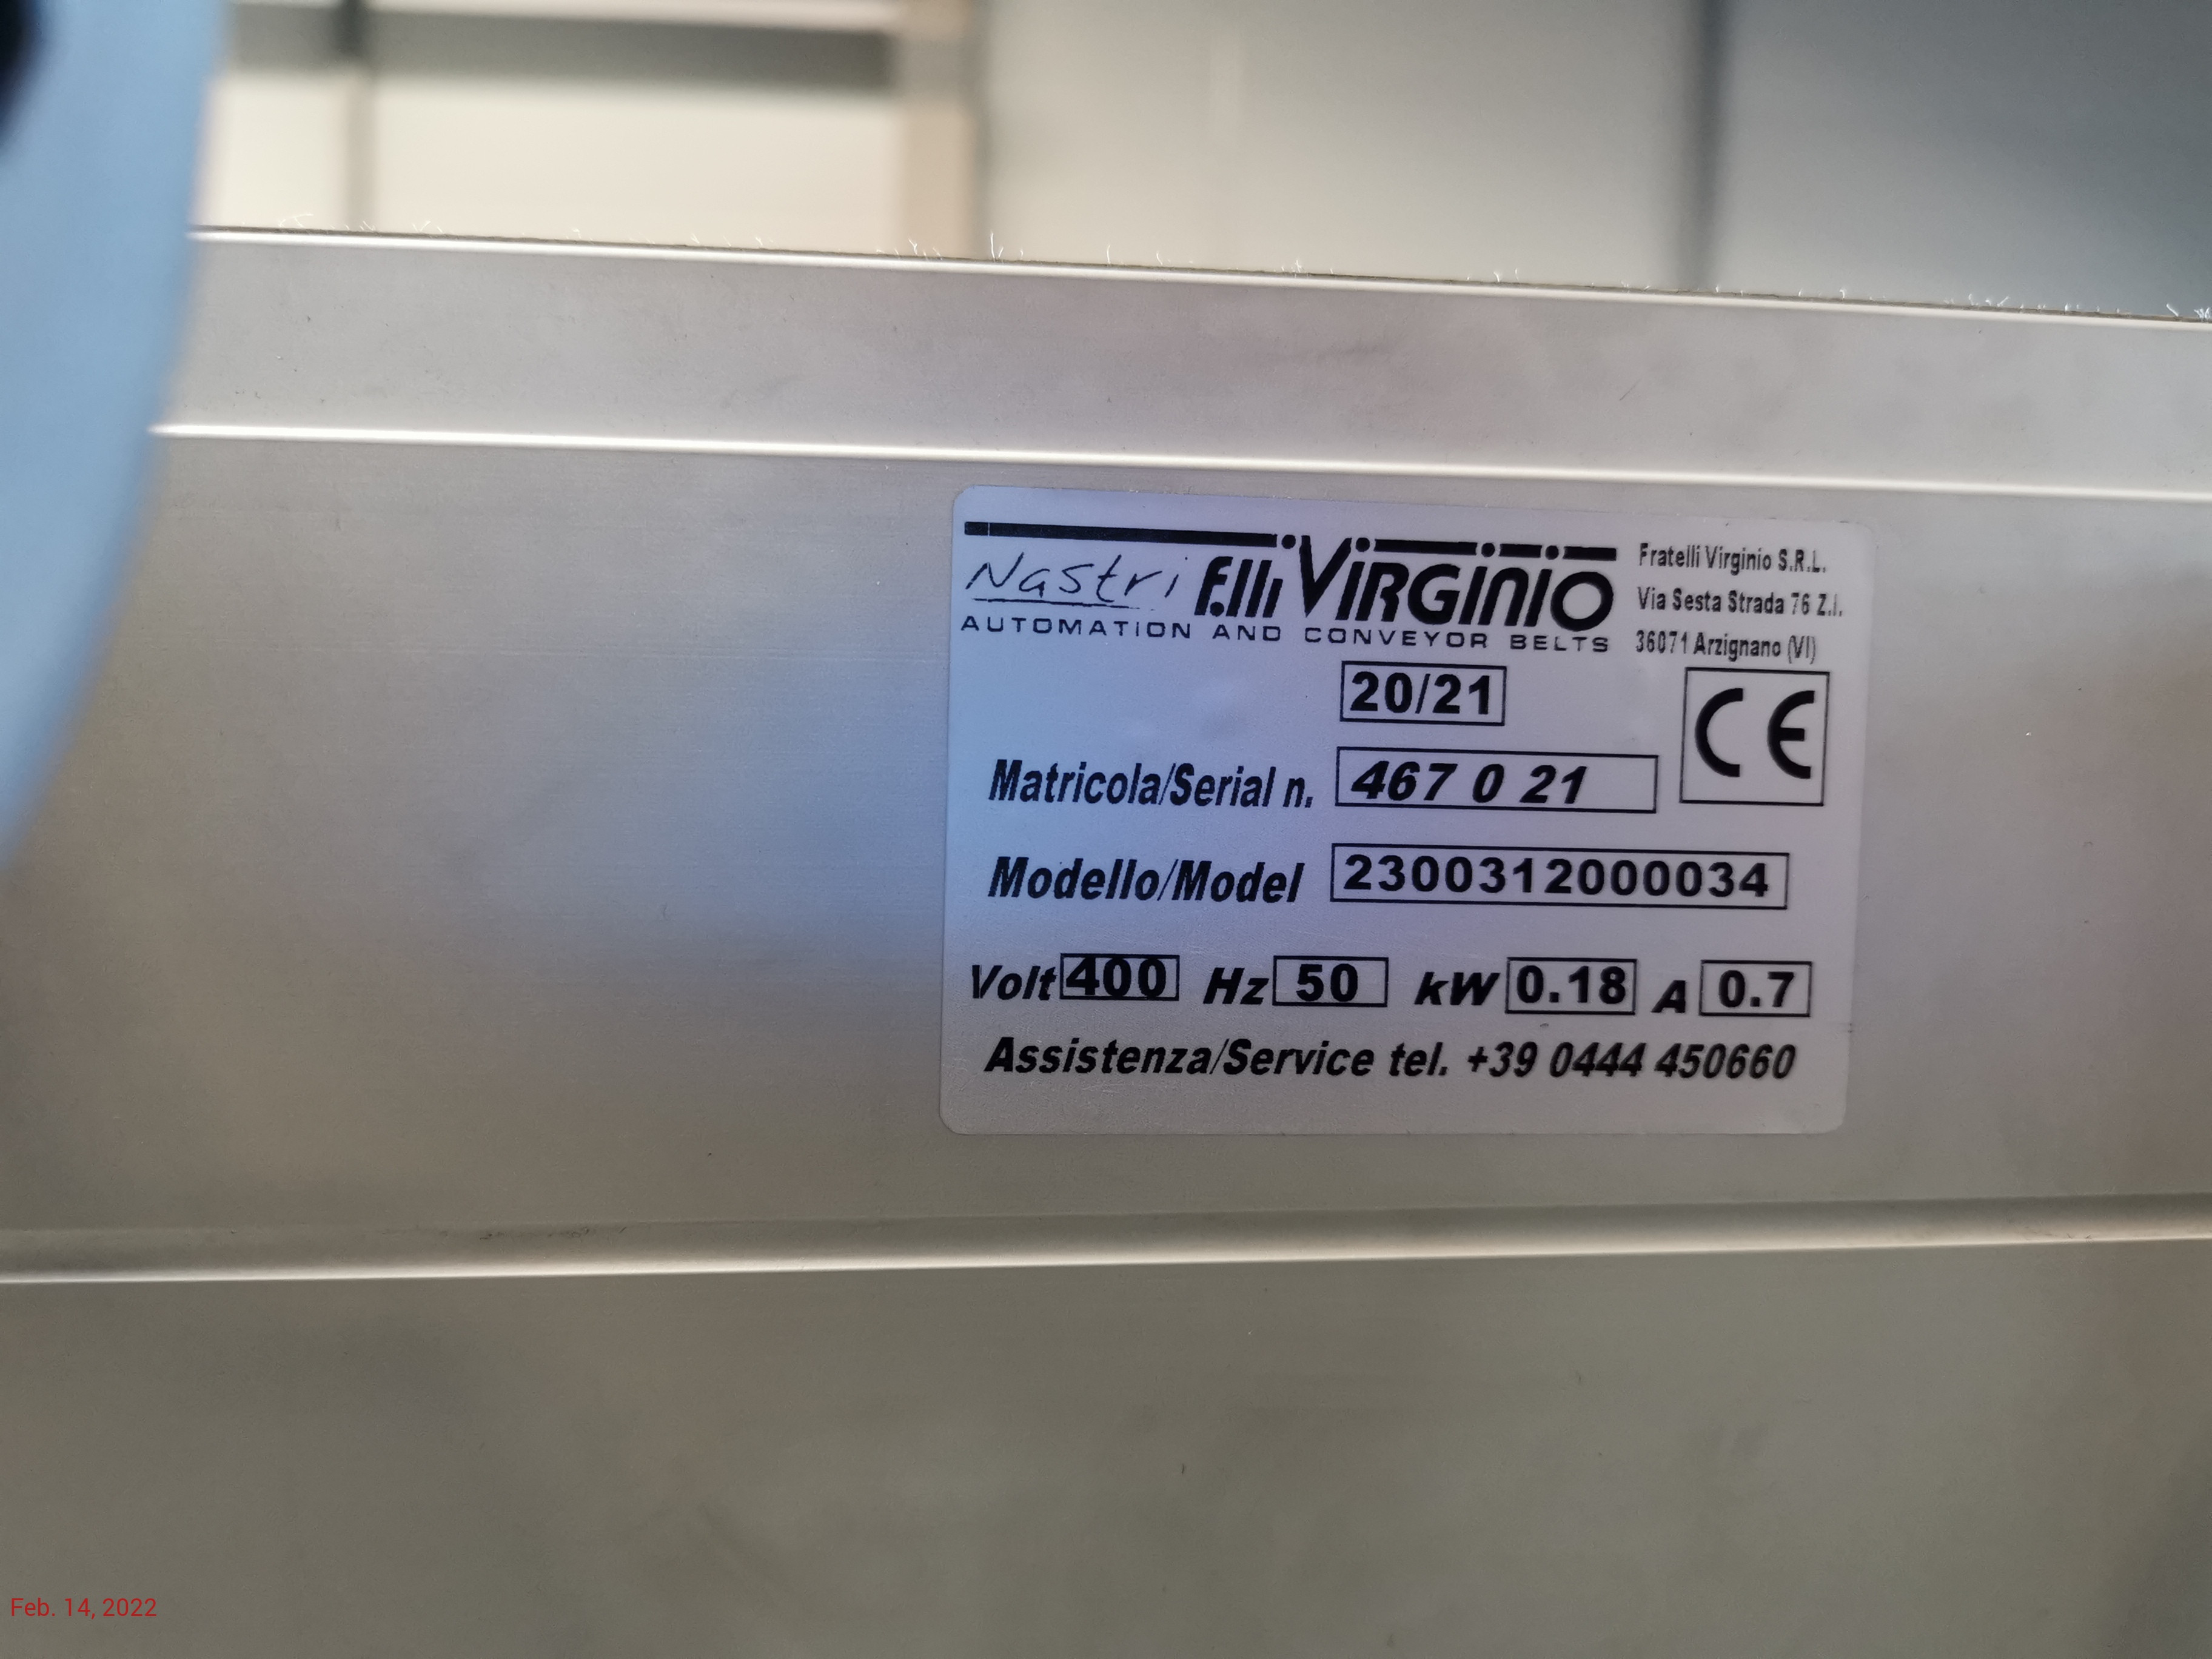 Nastri F.lli VIRGINIO
AUTOMATION AND CONVEYOR BELTS
Fratelli Virginio S.R.L.
Via Sesta Strada 76 Z.I.
36071 Arzignano (VI)
20/21
CE
Matricola/Serial n. 467 0 21
Modello/Model 2300312000034
Volt 400 Hz 50 kW 0.18 A 0.7
Assistenza/Service tel. +39 0444 450660
Feb. 14, 2022